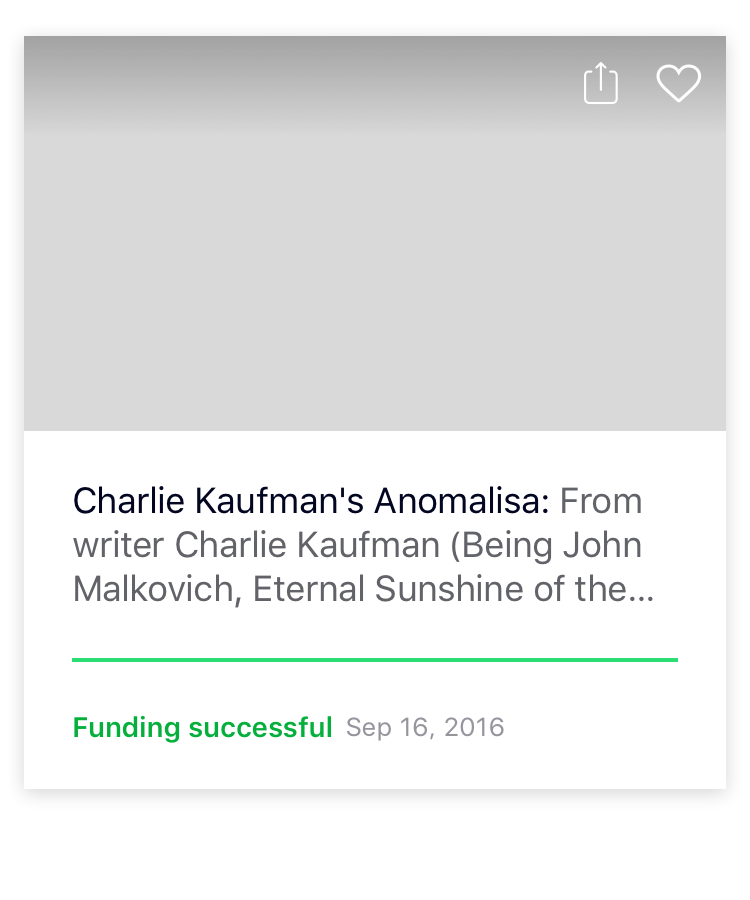 Charlie Kaufman's Anomalisa: From
writer Charlie Kaufman (Being John
Malkovich, Eternal Sunshine of the...
Funding successful Sep 16, 2016